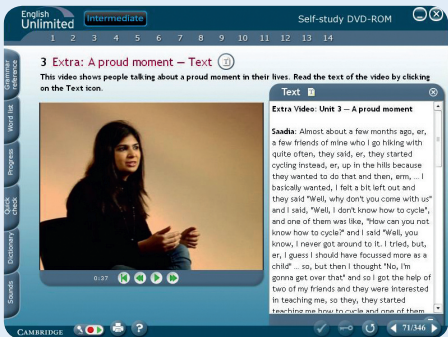 English
Unlimited
Intermediate
Self-study DVD-ROM
1 2 3 4 5 6 7 8 9 10 11 12 13 14
3 Extra: A proud moment – Text
This video shows people talking about a proud moment in their lives. Read the text of the video by clicking
on the Text icon.
Grammar
reference
Word list
Progress
Quick
check
Dictionary
Sounds
0:37
Text
Extra Video: Unit 3 – A proud moment
Saadia: Almost about a few months ago, er,
a few friends of mine who I go hiking with
quite often, they said, er, they started
cycling instead, er, up in the hills because
they wanted to do that and then, erm, ... I
basically wanted, I felt a bit left out and
they said "Well, why don't you come with us"
and I said, "Well, I don't know how to cycle",
and one of them was like, "How can you not
know how to cycle?" and I said "Well, you
know, I never got around to it. I tried, but,
er, I guess I should have focussed more as a
child" ... so, but then I thought "No, I'm
gonna get over that" and so I got the help of
two of my friends and they were interested
in teaching me, so they, they started
teaching me how to cycle and one of them
CAMBRIDGE
?
71/346